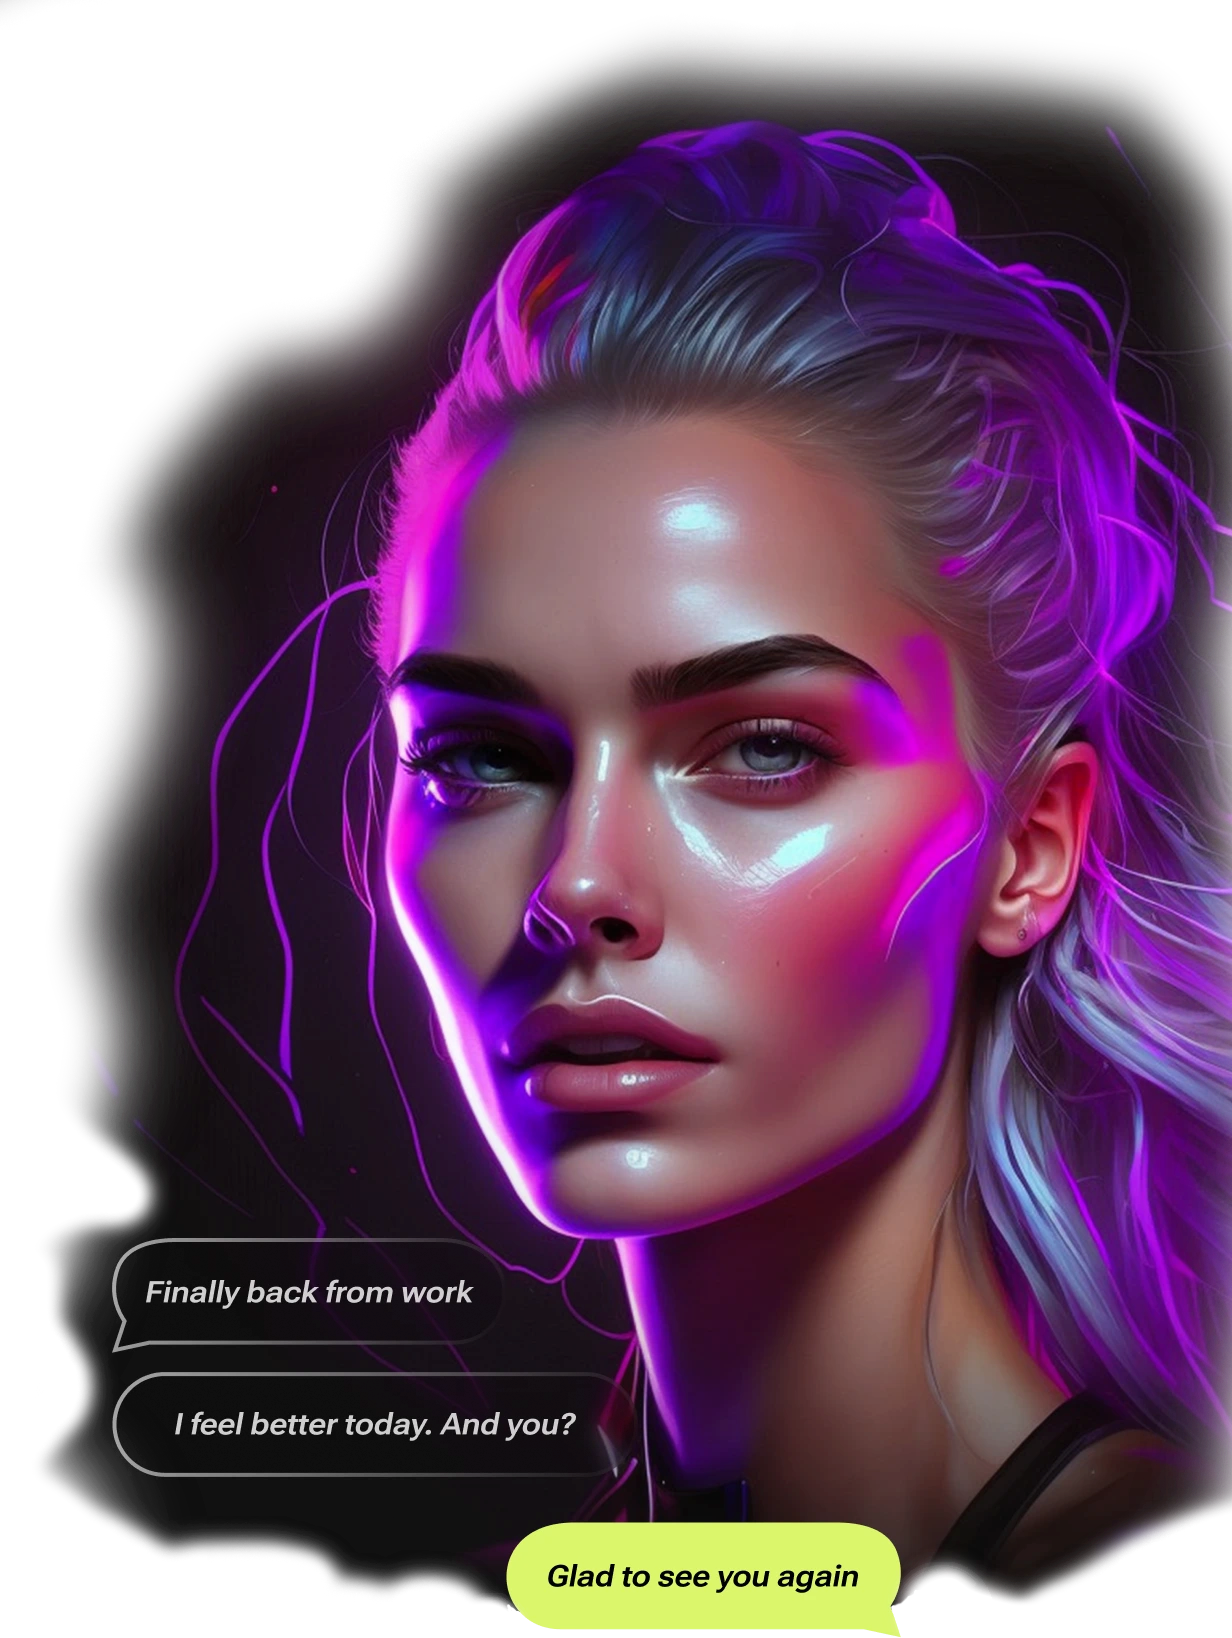 Finally back from work
I feel better today. And you?
Glad to see you again